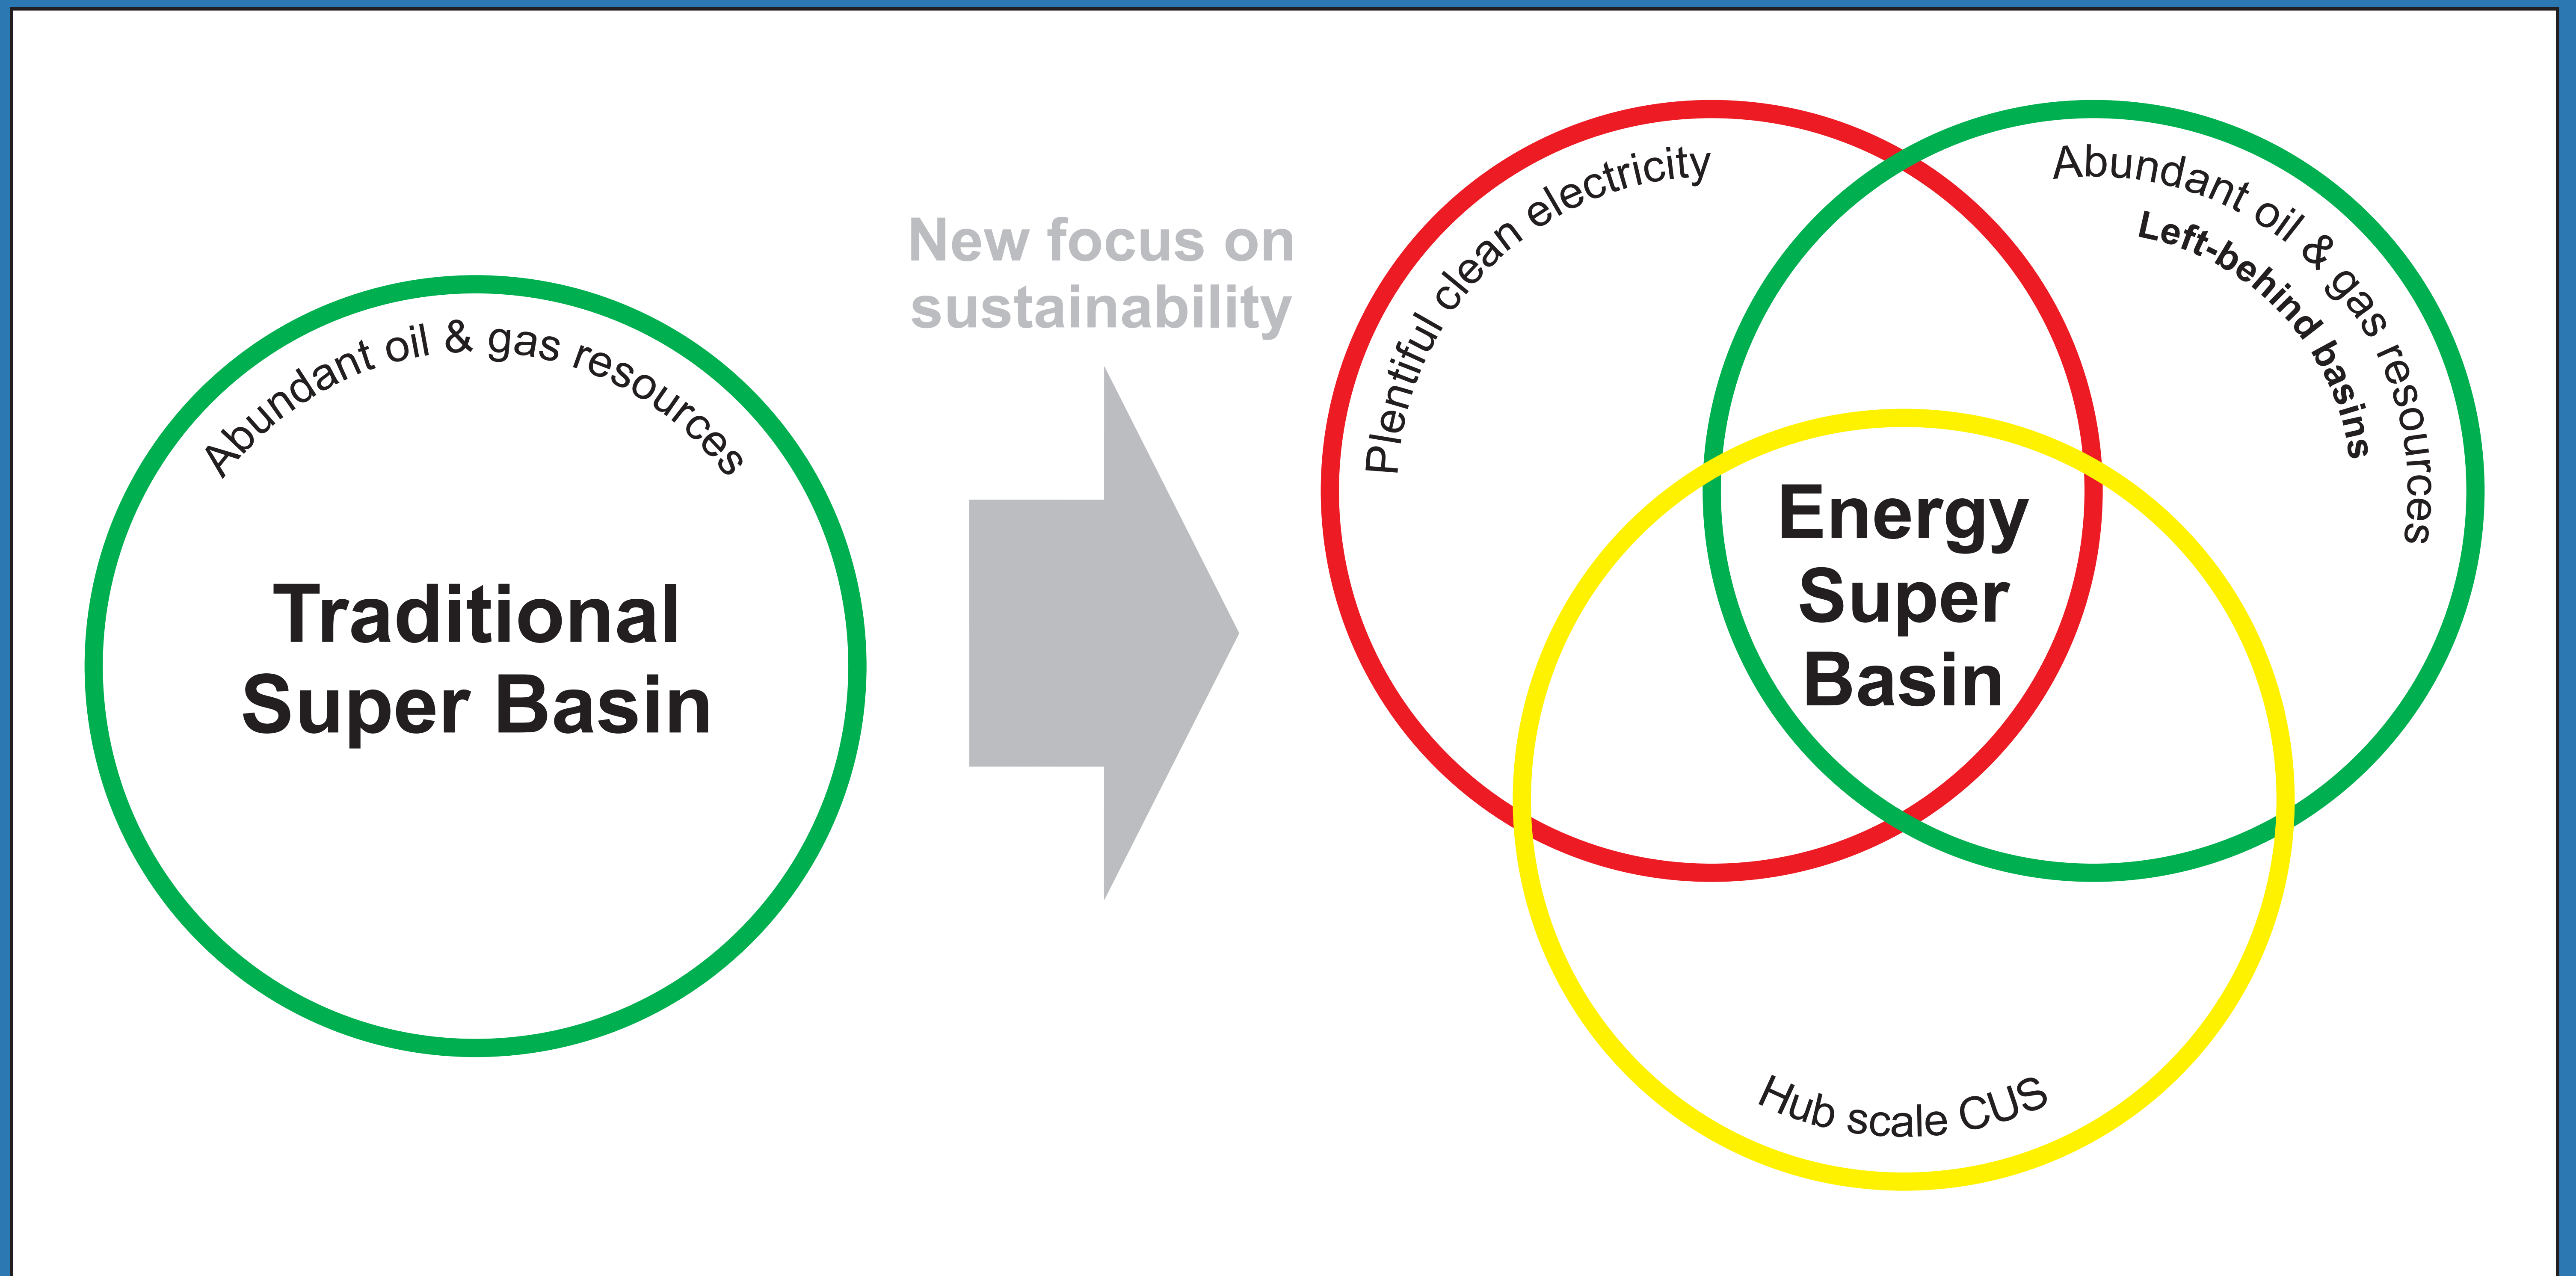 Abundant oil & gas resources
Traditional
Super Basin
New focus on
sustainability
Plentiful clean electricity
Abundant oil & gas resources
Left-behind basins
Energy
Super
Basin
Hub scale CUS